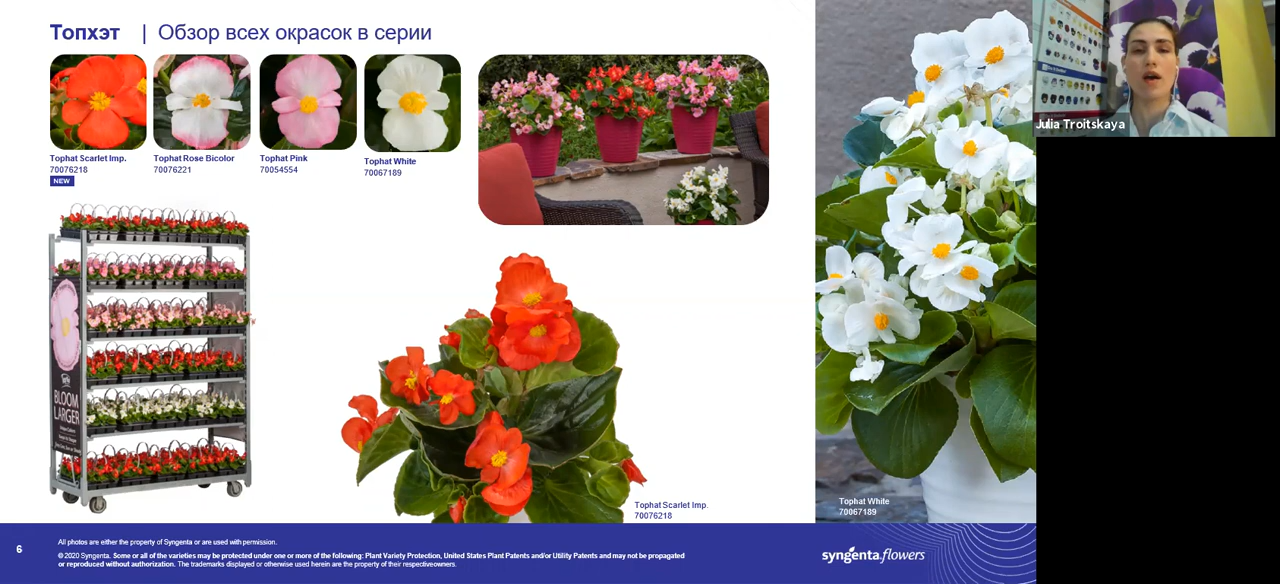 Топхэт | Обзор всех окрасок в серии
Tophat Scarlet Imp.
70076218
NEW
Tophat Rose Bicolor
70076221
Tophat Pink
70054554
Tophat White
70067189
Julia Troitskaya
BLOOM
LARGER
Tophat Scarlet Imp.
70076218
Tophat White
70067189
6
All photos are either the property of Syngenta or are used with permission.
© 2020 Syngenta. Some or all of the varieties may be protected under one or more of the following: Plant Variety Protection, United States Plant Patents and/or Utility Patents and may not be propagated
or reproduced without authorization. The trademarks displayed or otherwise used herein are the property of their respectiveowners.
syngenta.flowers